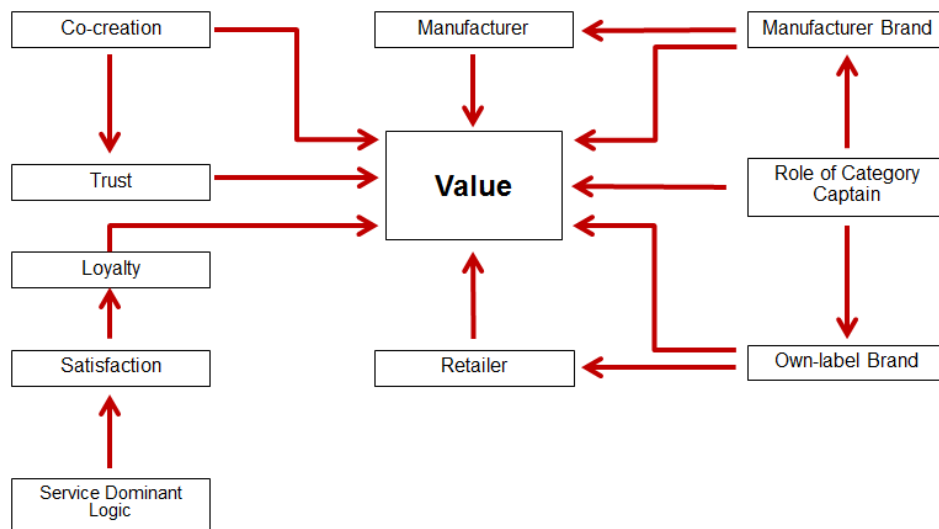 Co-creation
Manufacturer
Manufacturer Brand
Trust
Value
Role of Category
Captain
Loyalty
Satisfaction
Retailer
Own-label Brand
Service Dominant
Logic